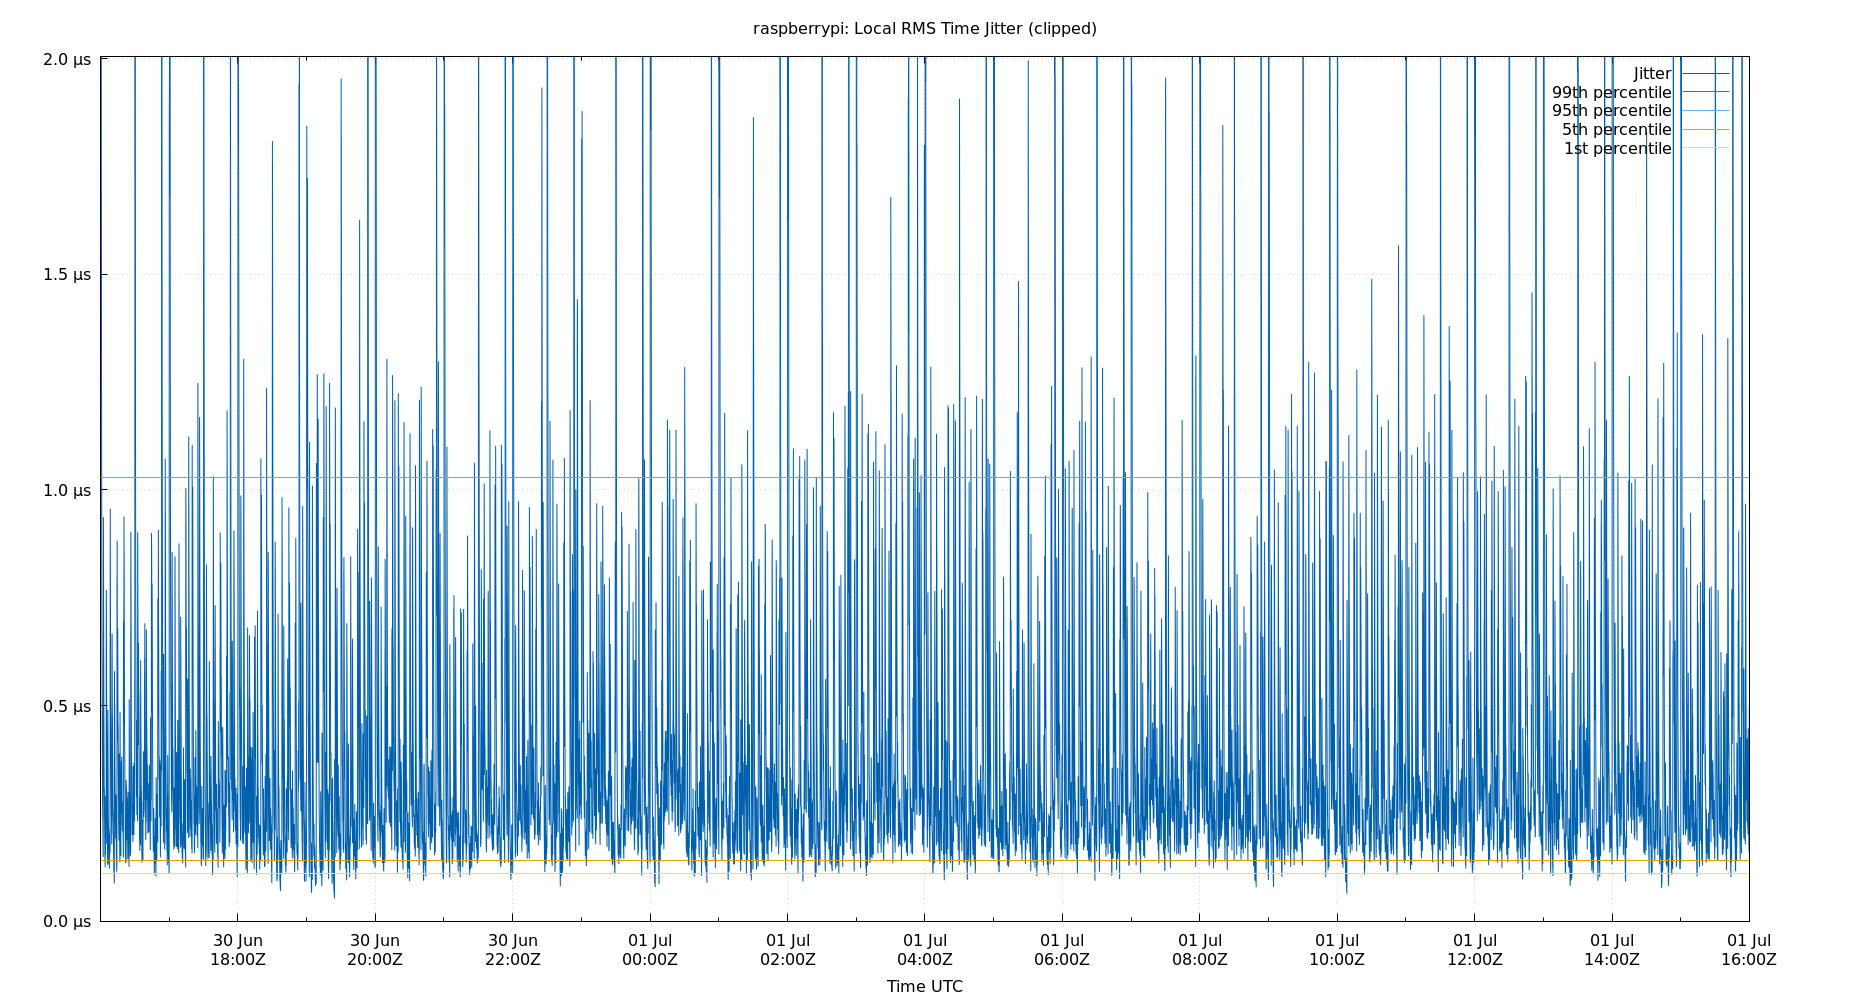 raspberrypi: Local RMS Time Jitter (clipped)
2.0 µs
1.5 µs
1.0 µs
0.5 µs
0.0 µs
Jitter
99th percentile
95th percentile
5th percentile
1st percentile
30 Jun 30 Jun 30 Jun 01 Jul 01 Jul 01 Jul 01 Jul 01 Jul 01 Jul 01 Jul 01 Jul 01 Jul
18:00Z 20:00Z 22:00Z 00:00Z 02:00Z 04:00Z 06:00Z 08:00Z 10:00Z 12:00Z 14:00Z 16:00Z
Time UTC